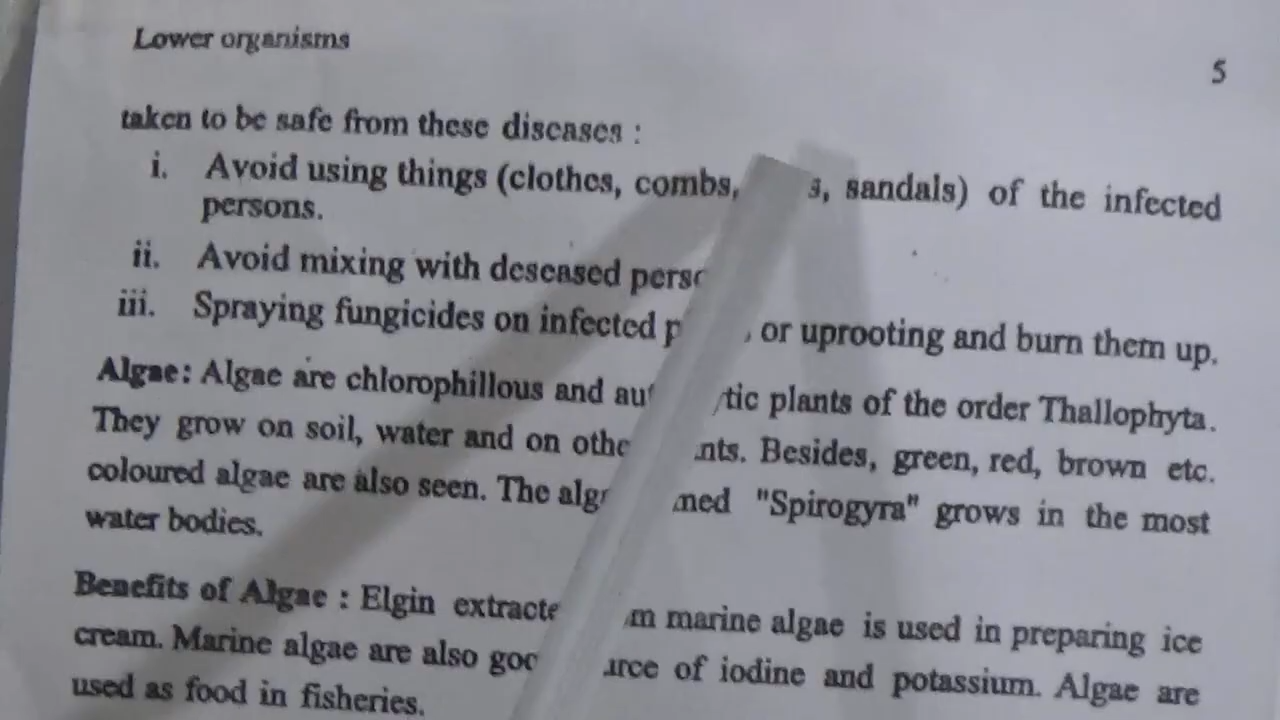 Lower organisms
5
taken to be safe from these diseases :
i. Avoid using things (clothes, combs, sandals) of the infected
persons.
ii. Avoid mixing with deseased
iii. Spraying fungicides on infected or uprooting and burn them up.
Algae: Algae are chlorophillous and plants of the order Thallophyta.
They grow on soil, water and on Besides, green, red, brown etc.
coloured algae are also seen. The "Spirogyra" grows in the most
water bodies.
Benefits of Algae : Elgin marine algae is used in preparing ice
cream. Marine algae are also of iodine and potassium. Algae are
used as food in fisheries.